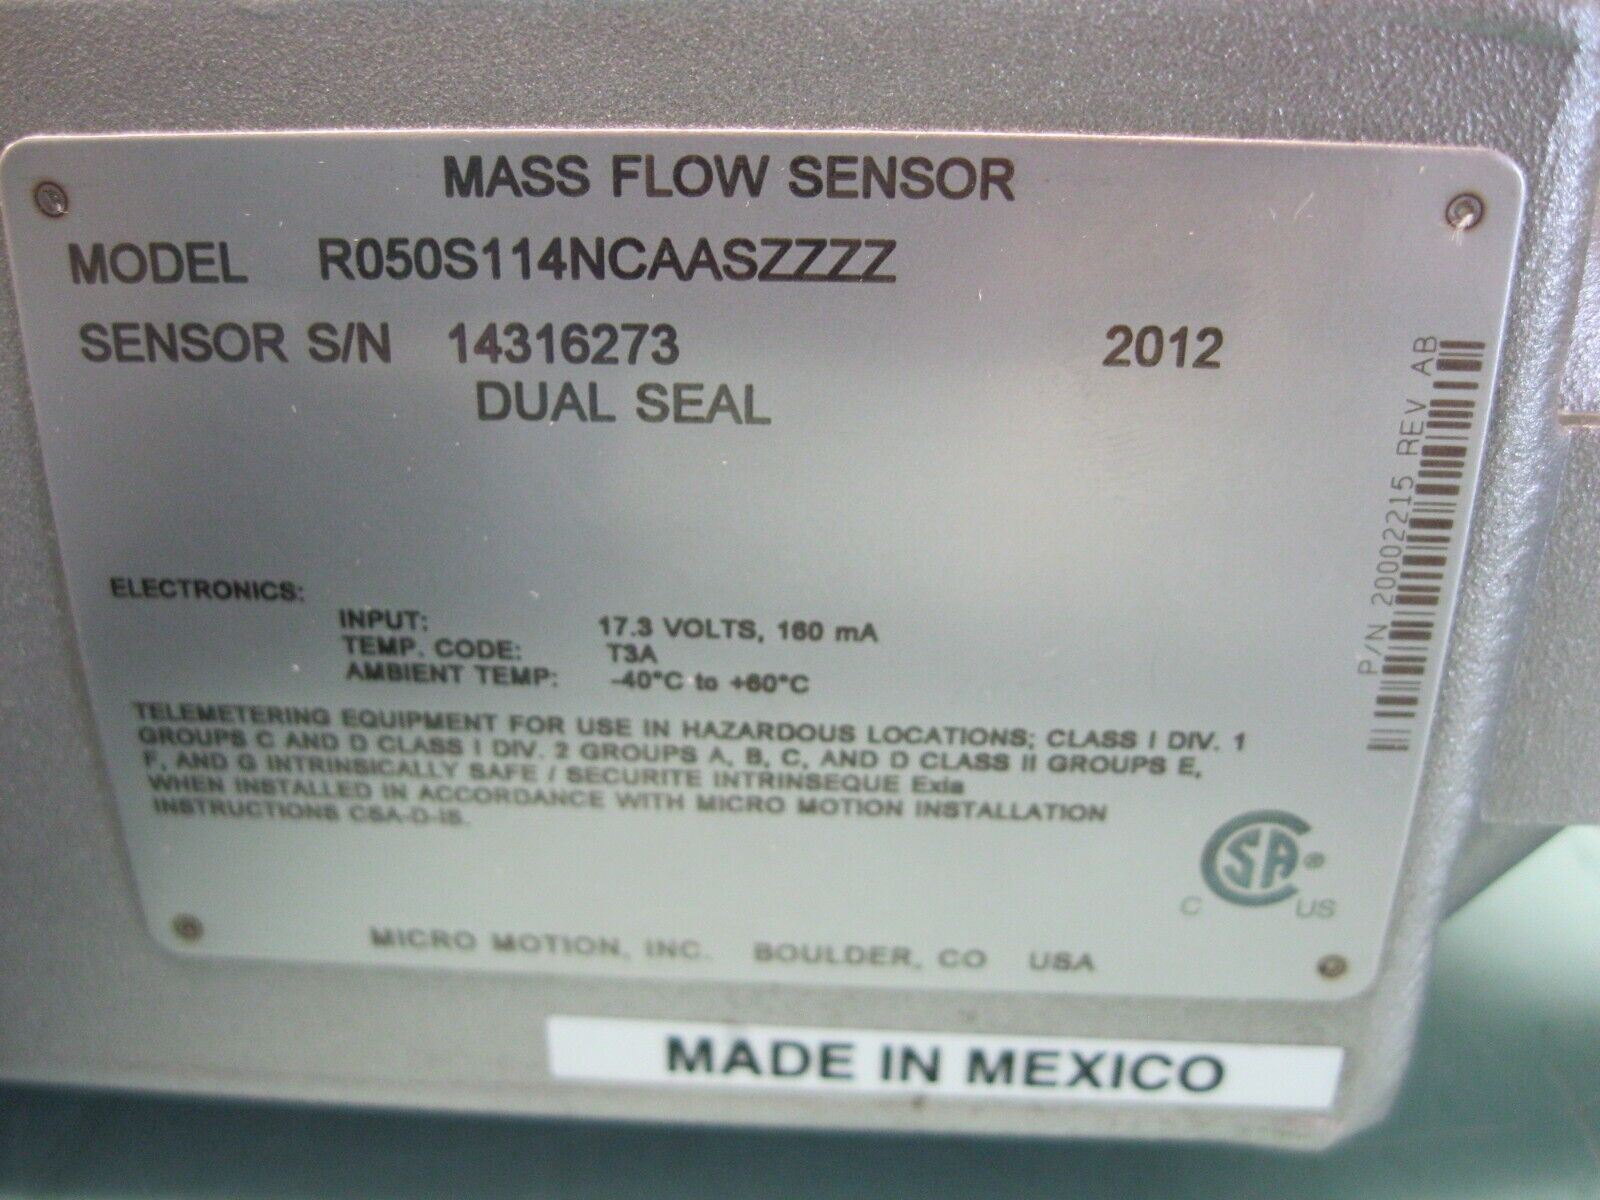 MASS FLOW SENSOR
MODEL R050S114NCAASZZZZ
SENSOR S/N 14316273 2012
DUAL SEAL
ELECTRONICS:
INPUT: 17.3 VOLTS, 160 mA
TEMP. CODE: T3A
AMBIENT TEMP: -40°C to +60°C
TELEMETERING EQUIPMENT FOR USE IN HAZARDOUS LOCATIONS; CLASS I DIV. 1
GROUPS C AND D CLASS I DIV. 2 GROUPS A, B, C, AND D CLASS II GROUPS E,
F, AND G INTRINSICALLY SAFE / SECURITE INTRINSEQUE Exia
WHEN INSTALLED IN ACCORDANCE WITH MICRO MOTION INSTALLATION
INSTRUCTIONS CSA-D-IS.
P/N 20002215 REV AB
CSA®
C US
MICRO MOTION, INC. BOULDER, CO USA
MADE IN MEXICO